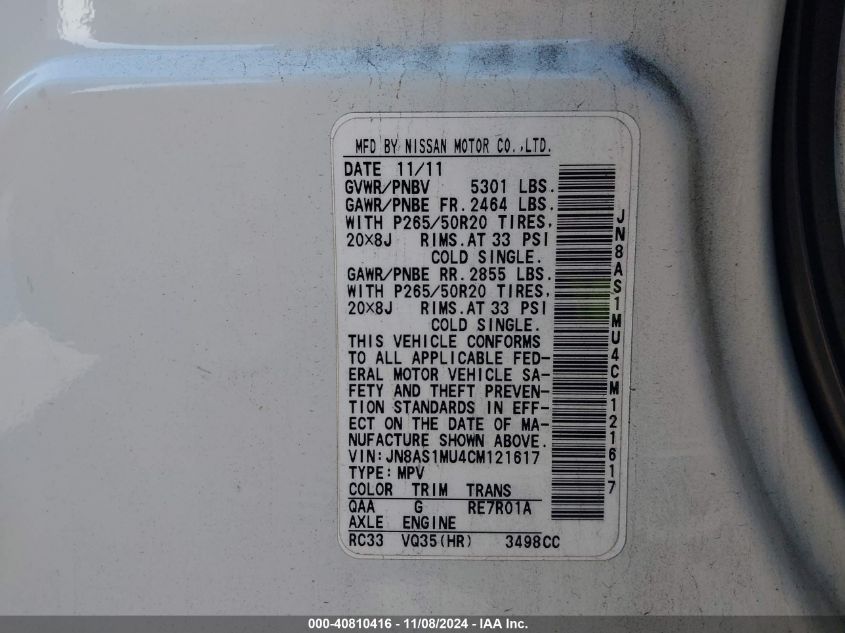 MFD BY NISSAN MOTOR CO.,LTD.
DATE 11/11
GVWR/PNBV 5301 LBS.
GAWR/PNBE FR. 2464 LBS.
WITH P265/50R20 TIRES,
20×8J RIMS. AT 33 PSI
COLD SINGLE.
GAWR/PNBE RR. 2855 LBS.
WITH P265/50R20 TIRES,
20×8J RIMS. AT 33 PSI
COLD SINGLE.
THIS VEHICLE CONFORMS
TO ALL APPLICABLE FED-
ERAL MOTOR VEHICLE SA-
FETY AND THEFT PREVEN-
TION STANDARDS IN EFF-
ECT ON THE DATE OF MA-
NUFACTURE SHOWN ABOVE.
VIN: JN8AS1MU4CM121617
TYPE: MPV
COLOR TRIM TRANS
QAA G RE7R01A
AXLE ENGINE
RC33 VQ35(HR) 3498CC
JN8AS1MU4CM121617
000-40810416 - 11/08/2024 - IAA Inc.